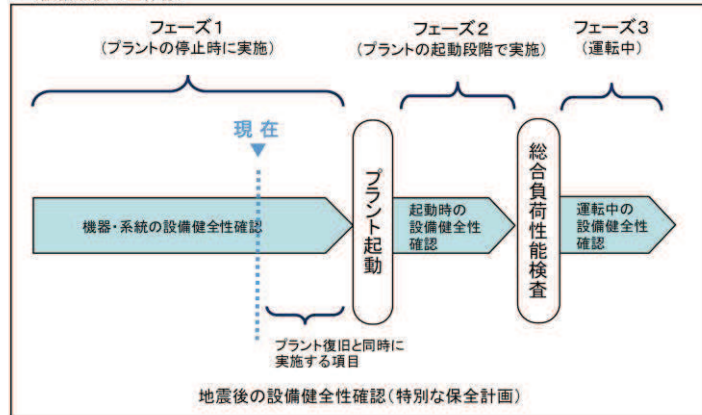 フェーズ1
(プラントの停止時に実施)
フェーズ2
(プラントの起動段階で実施)
フェーズ3
(運転中)
現在
機器・系統の設備健全性確認
プラント起動
起動時の
設備健全性
確認
総合負荷性能検査
運転中の
設備健全性
確認
プラント復旧と同時に
実施する項目
地震後の設備健全性確認(特別な保全計画)